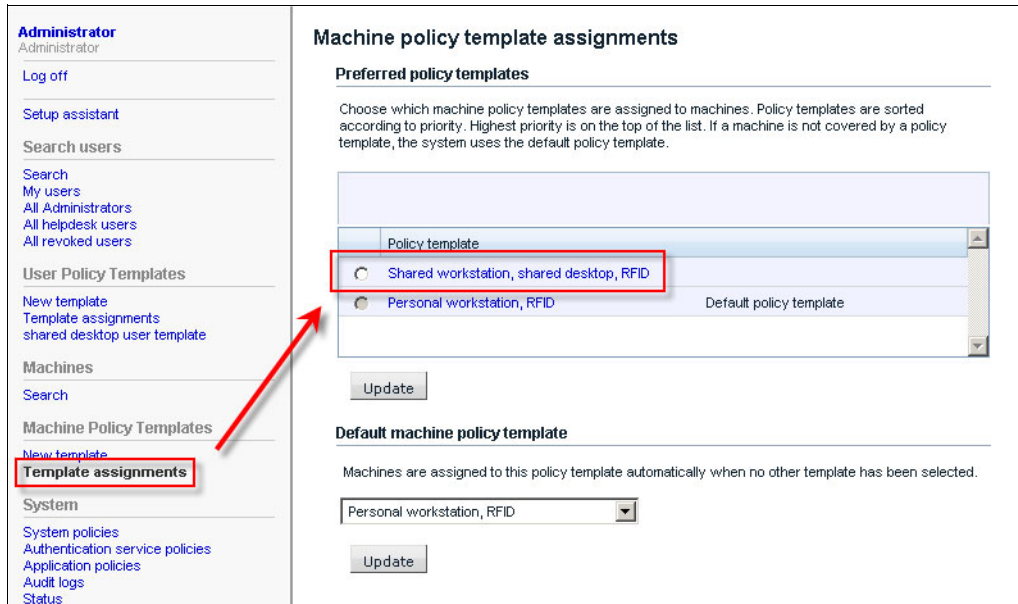 Administrator
Administrator
Log off
Setup assistant
Search users
Search
My users
All Administrators
All helpdesk users
All revoked users
User Policy Templates
New template
Template assignments
shared desktop user template
Machines
Search
Machine Policy Templates
New template
Template assignments
System
System policies
Authentication service policies
Application policies
Audit logs
Status
Machine policy template assignments
Preferred policy templates
Choose which machine policy templates are assigned to machines. Policy templates are sorted
according to priority. Highest priority is on the top of the list. If a machine is not covered by a policy
template, the system uses the default policy template.
Policy template
Shared workstation, shared desktop, RFID
Personal workstation, RFID Default policy template
Update
Default machine policy template
Machines are assigned to this policy template automatically when no other template has been selected.
Personal workstation, RFID
Update